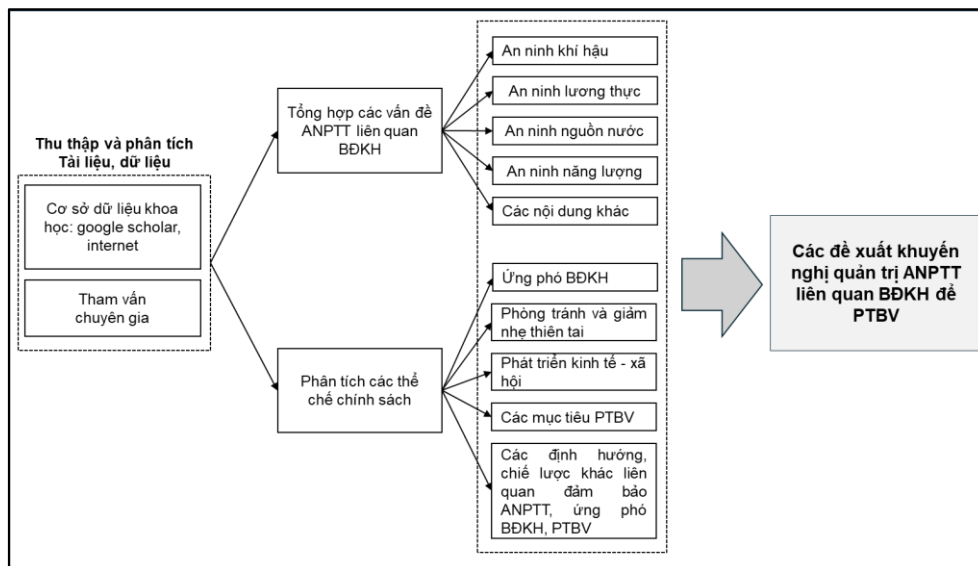 Thu thập và phân tích
Tài liệu, dữ liệu
Cơ sở dữ liệu khoa
học: google scholar,
internet
Tham vấn
chuyên gia
Tổng hợp các vấn đề
ANPTT liên quan
BĐKH
Phân tích các thể
chế chính sách
An ninh khí hậu
An ninh lương thực
An ninh nguồn nước
An ninh năng lượng
Các nội dung khác
Ứng phó BĐKH
Phòng tránh và giảm
nhẹ thiên tai
Phát triển kinh tế - xã
hội
Các mục tiêu PTBV
Các định hướng,
chiế lược khác liên
quan đảm bảo
ANPTT, ứng phó
BĐKH, PTBV
Các đề xuất khuyến
nghị quản trị ANPTT
liên quan BĐKH để
PTBV